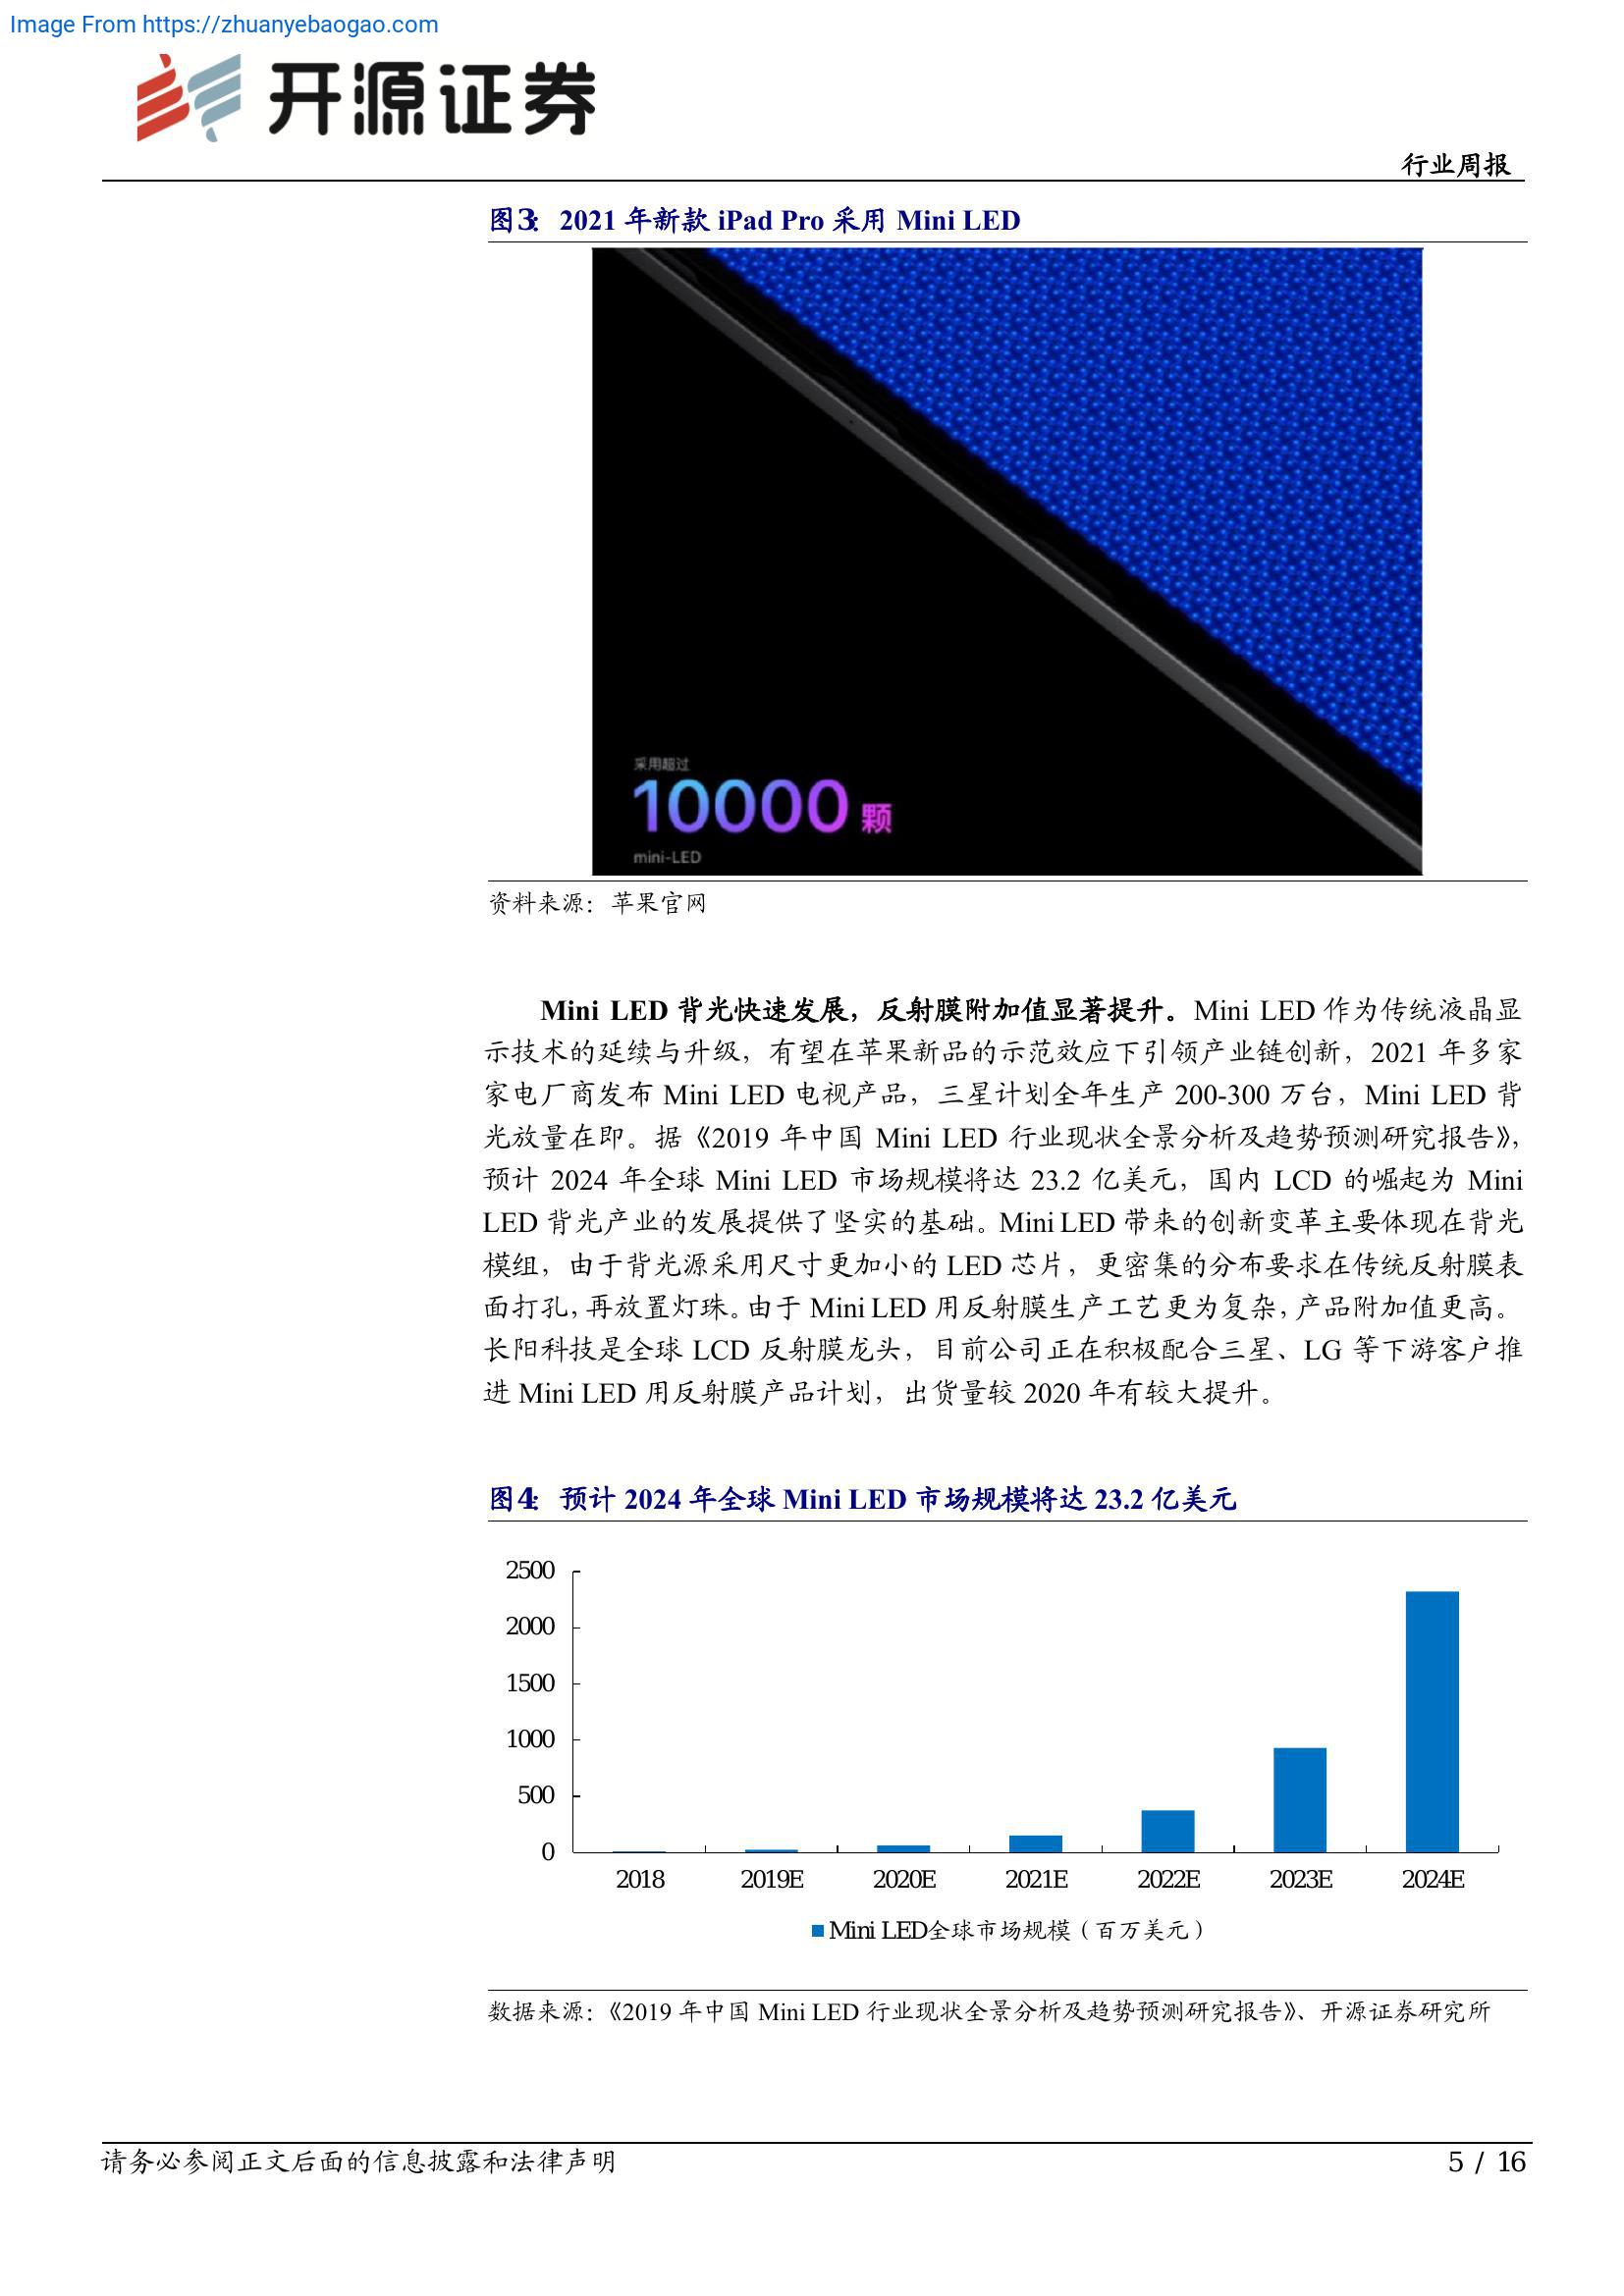 Image From https://zhuanyebaogao.com
开源证券
行业周报
图3： 2021 年新款 iPad Pro 采用 Mini LED
采用超过
10000 颗
mini-LED
资料来源：苹果官网
Mini LED 背光快速发展，反射膜附加值显著提升。Mini LED 作为传统液晶显
示技术的延续与升级，有望在苹果新品的示范效应下引领产业链创新，2021 年多家
家电厂商发布 Mini LED 电视产品，三星计划全年生产 200-300 万台，Mini LED 背
光放量在即。据《2019 年中国 Mini LED 行业现状全景分析及趋势预测研究报告》，
预计 2024 年全球 Mini LED 市场规模将达 23.2 亿美元，国内 LCD 的崛起为 Mini
LED 背光产业的发展提供了坚实的基础。Mini LED 带来的创新变革主要体现在背光
模组，由于背光源采用尺寸更加小的 LED 芯片，更密集的分布要求在传统反射膜表
面打孔，再放置灯珠。由于 Mini LED 用反射膜生产工艺更为复杂，产品附加值更高。
长阳科技是全球 LCD 反射膜龙头，目前公司正在积极配合三星、LG 等下游客户推
进 Mini LED 用反射膜产品计划，出货量较 2020 年有较大提升。
图4： 预计 2024 年全球 Mini LED 市场规模将达 23.2 亿美元
2500
2000
1500
1000
500
0
2018 2019E 2020E 2021E 2022E 2023E 2024E
Mini LED全球市场规模（百万美元）
数据来源：《2019 年中国 Mini LED 行业现状全景分析及趋势预测研究报告》、开源证券研究所
请务必参阅正文后面的信息披露和法律声明
5 / 16